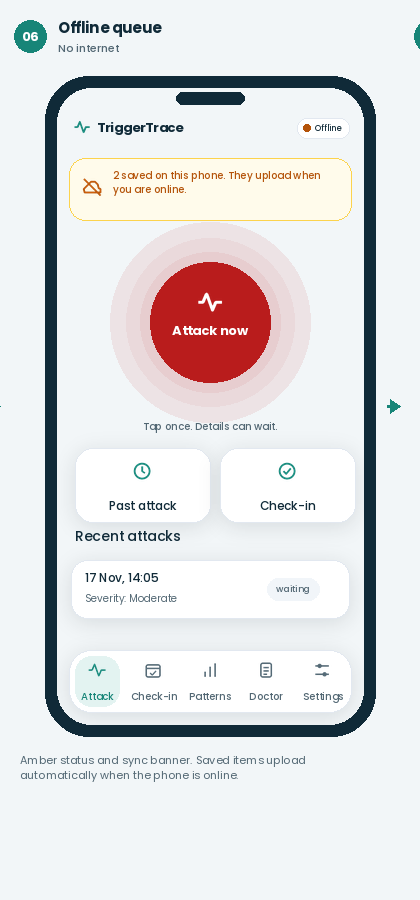 06
Offline queue
No internet
TriggerTrace
Offline
2 saved on this phone. They upload when
you are online.
Attack now
Tap once. Details can wait.
Past attack
Check-in
Recent attacks
17 Nov, 14:05
Severity: Moderate
waiting
Attack
Check-in
Patterns
Doctor
Settings
Amber status and sync banner. Saved items upload
automatically when the phone is online.